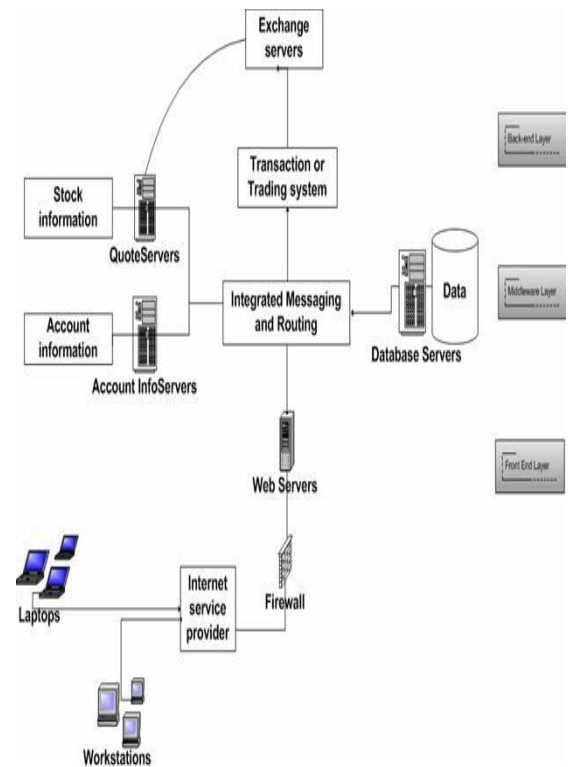 Exchange
servers
Back-end Layer
Transaction or
Trading system
Stock
information
QuoteServers
Integrated Messaging
and Routing
Data
Middleware Layer
Account
information
Database Servers
Account InfoServers
Front End Layer
Web Servers
Internet
service
provider
Firewall
Laptops
Workstations